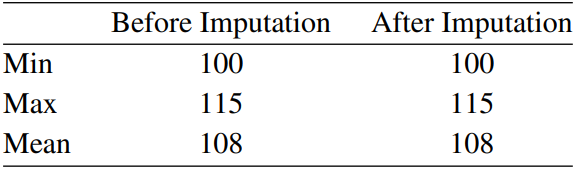 Before Imputation After Imputation
Min 100 100
Max 115 115
Mean 108 108